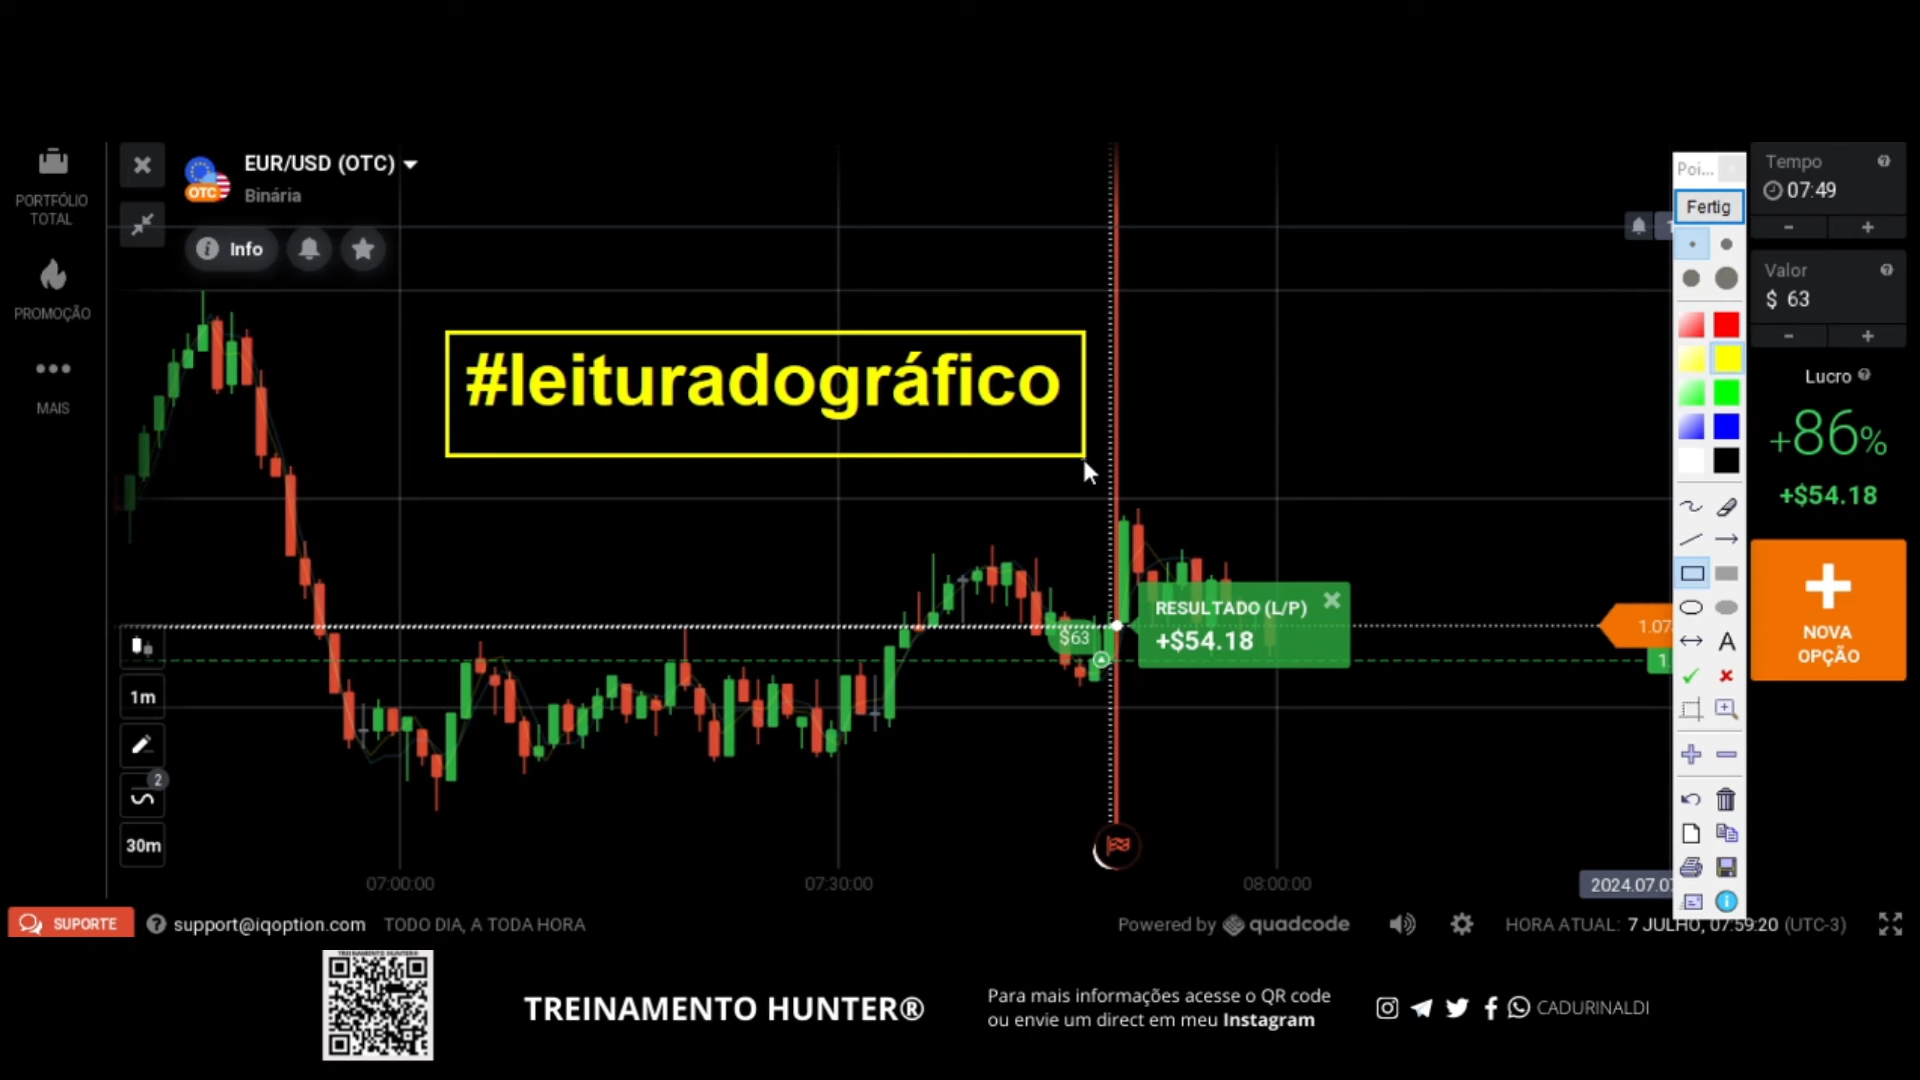 PORTFÓLIO
TOTAL
PROMOÇÃO
MAIS
EUR/USD (OTC)
OTC
Binária
Info
#leituradográfico
$63
RESULTADO (L/P)
+$54.18
1m
2
30m
07:00:00
07:30:00
08:00:00
Poi...
Fertig
A
Tempo
07:49
Valor
$ 63
Lucro
+86%
+$54.18
NOVA
OPÇÃO
SUPORTE
support@iqoption.com
TODO DIA, A TODA HORA
Powered by quadcode
HORA ATUAL: 7 JULHO, 07:59:20 (UTC-3)
TREINAMENTO HUNTER®
Para mais informações acesse o QR code
ou envie um direct em meu Instagram
CADURINALDI